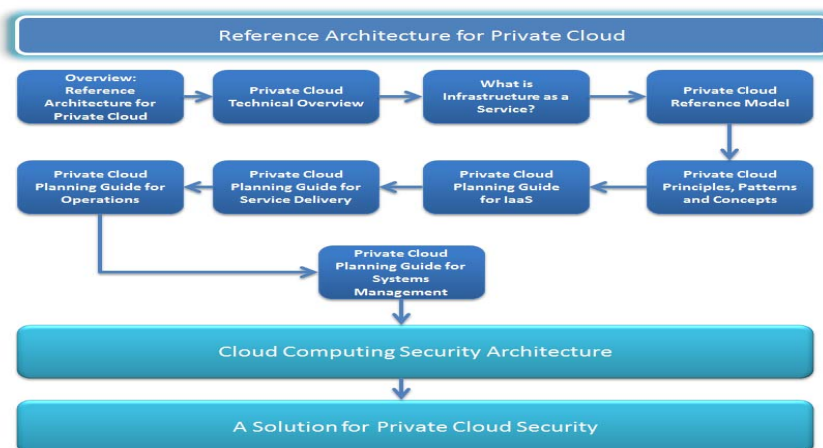 Reference Architecture for Private Cloud
Overview:
Reference
Architecture for
Private Cloud
Private Cloud
Technical Overview
What is
Infrastructure as a
Service?
Private Cloud
Reference Model
Private Cloud
Principles, Patterns
and Concepts
Private Cloud
Planning Guide
for IaaS
Private Cloud
Planning Guide for
Service Delivery
Private Cloud
Planning Guide for
Operations
Private Cloud
Planning Guide for
Systems
Management
Cloud Computing Security Architecture
A Solution for Private Cloud Security